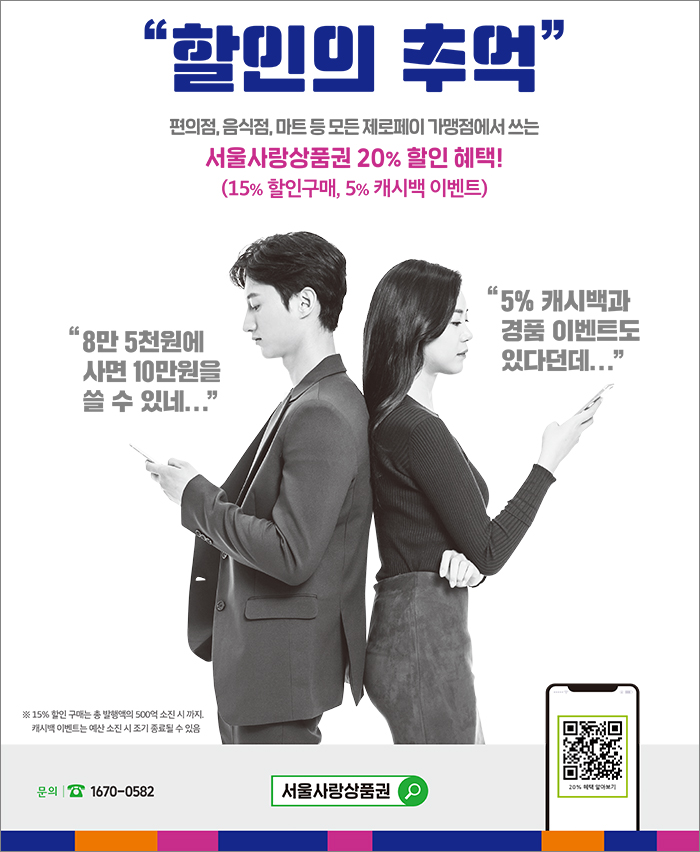 “할인의 추억”
편의점, 음식점, 마트 등 모든 제로페이 가맹점에서 쓰는
서울사랑상품권 20% 할인 혜택!
(15% 할인구매, 5% 캐시백 이벤트)
“5% 캐시백과
경품 이벤트도
있다던데...”
“8만 5천원에
사면 10만원을
쓸 수 있네...”
※ 15% 할인 구매는 총 발행액의 500억 소진 시 까지.
캐시백 이벤트는 예산 소진 시 조기 종료될 수 있음
20% 혜택 알아보기
문의 ☎ 1670-0582
서울사랑상품권